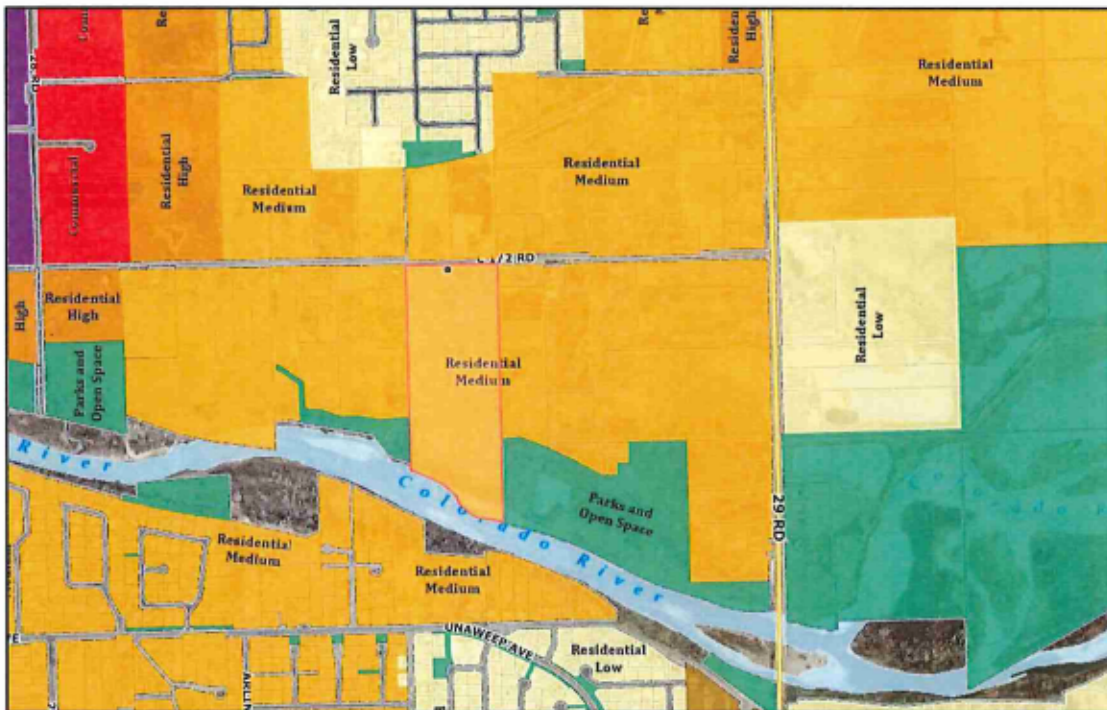 28 RD
Residential
Low
Residential
Medium
Commercial
Residential
High
Residential
Medium
Residential
Medium
1/2 RD
Residential
High
High
Residential
Low
Parks and
Open Space
Residential
Medium
River
Colorado River
Parks and
Open Space
29 RD
Residential
Medium
Residential
Medium
UNAWEEP AVE
Residential
Low